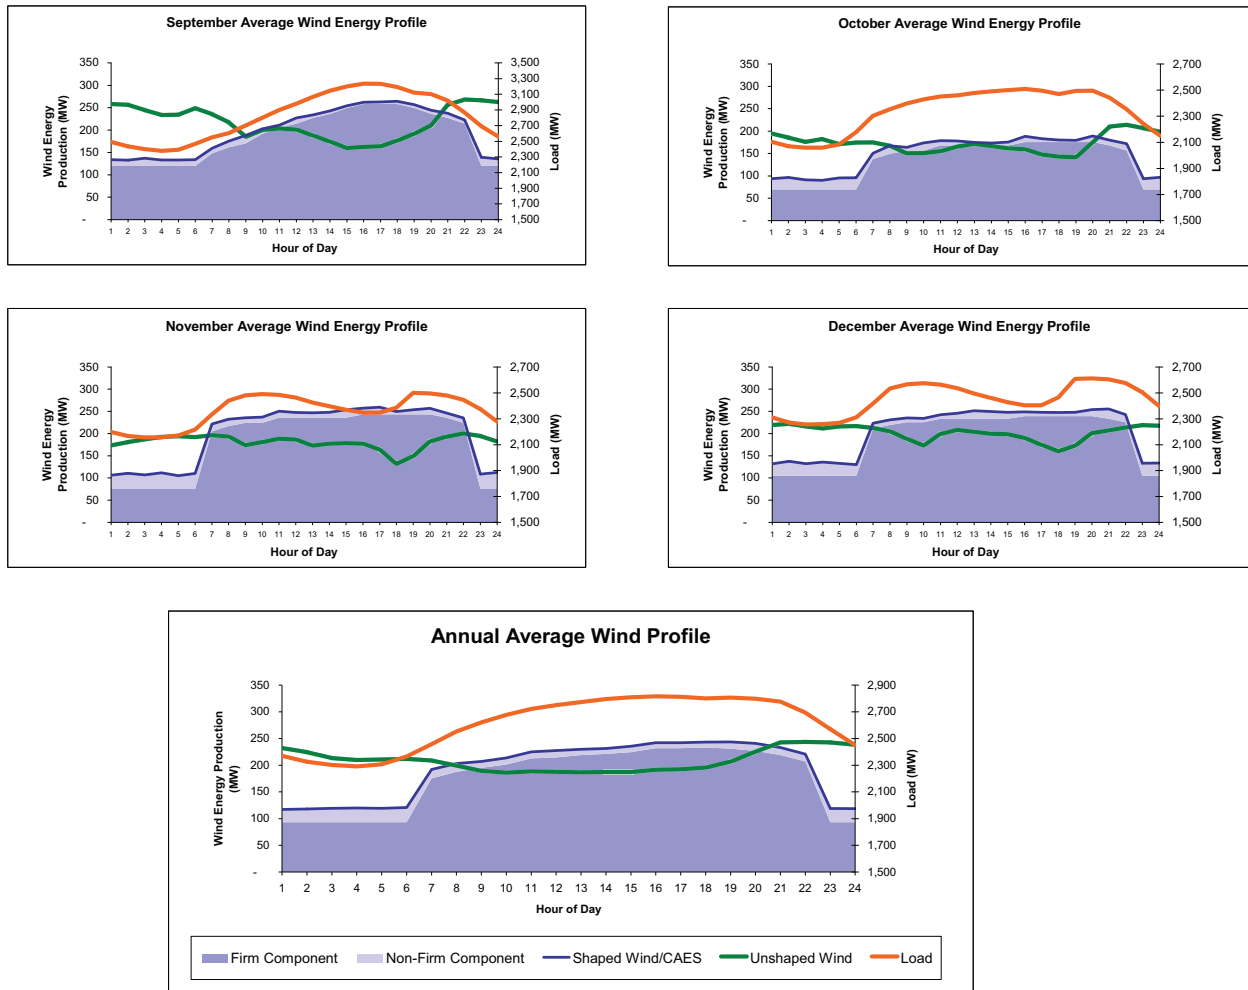 September Average Wind Energy Profile
Wind Energy
Production (MW)
350
300
250
200
150
100
50
-
3,500
3,300
3,100
2,900
2,700
2,500
2,300
2,100
1,900
1,700
1,500
Load (MW)
1 2 3 4 5 6 7 8 9 10 11 12 13 14 15 16 17 18 19 20 21 22 23 24
Hour of Day
October Average Wind Energy Profile
Wind Energy
Production (MW)
350
300
250
200
150
100
50
-
2,700
2,500
2,300
2,100
1,900
1,700
1,500
Load (MW)
1 2 3 4 5 6 7 8 9 10 11 12 13 14 15 16 17 18 19 20 21 22 23 24
Hour of Day
November Average Wind Energy Profile
Wind Energy
Production (MW)
350
300
250
200
150
100
50
-
2,700
2,500
2,300
2,100
1,900
1,700
1,500
Load (MW)
1 2 3 4 5 6 7 8 9 10 11 12 13 14 15 16 17 18 19 20 21 22 23 24
Hour of Day
December Average Wind Energy Profile
Wind Energy
Production (MW)
350
300
250
200
150
100
50
-
2,700
2,500
2,300
2,100
1,900
1,700
1,500
Load (MW)
1 2 3 4 5 6 7 8 9 10 11 12 13 14 15 16 17 18 19 20 21 22 23 24
Hour of Day
Annual Average Wind Profile
Wind Energy Production
(MW)
350
300
250
200
150
100
50
-
2,900
2,700
2,500
2,300
2,100
1,900
1,700
1,500
Load (MW)
1 2 3 4 5 6 7 8 9 10 11 12 13 14 15 16 17 18 19 20 21 22 23 24
Hour of Day
Firm Component Non-Firm Component Shaped Wind/CAES Unshaped Wind Load